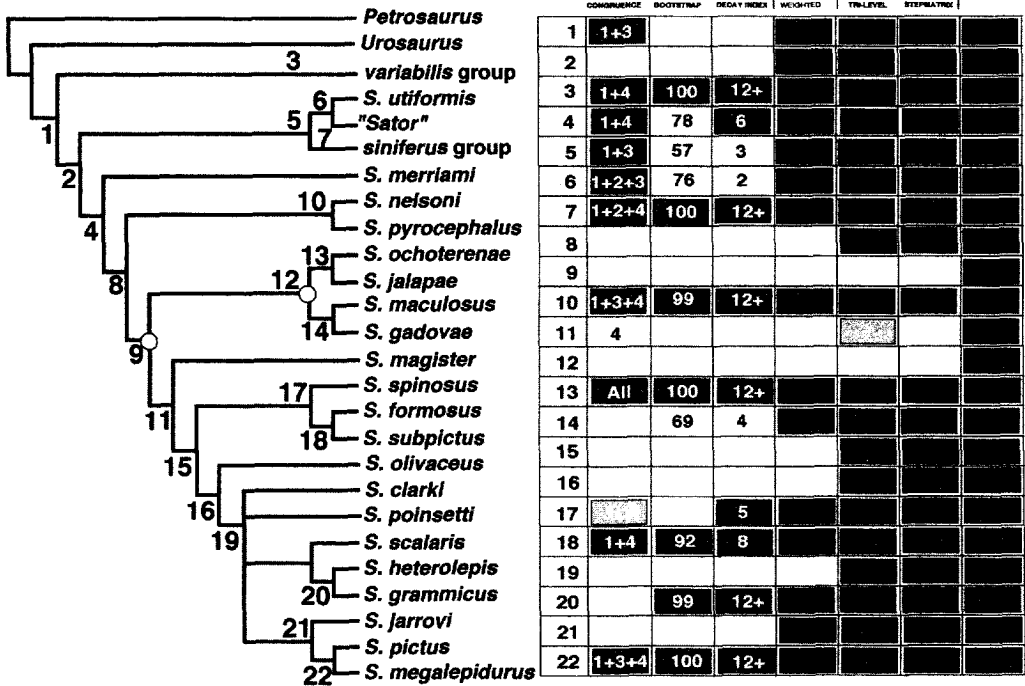 CONGRUENCE BOOTSTRAP DECAY INDEX WEIGHTED TRI-LEVEL STEPMATRIX
Petrosaurus
Urosaurus
3 variabilis group
6 S. utiformis
5 "Sator"
7 siniferus group
1
2
S. merriami
10 S. nelsoni
S. pyrocephalus
4
13 S. ochoterenae
12 S. jalapae
8
S. maculosus
14 S. gadovae
9
S. magister
17 S. spinosus
11
S. formosus
18 S. subpictus
15
S. olivaceus
16
S. clarki
19
S. poinsetti
S. scalaris
S. heterolepis
20 S. grammicus
21 S. jarrovi
S. pictus
22 S. megalepidurus
1 1+3
2
3 1+4 100 12+
4 1+4 78 6
5 1+3 57 3
6 1+2+3 76 2
7 1+2+4 100 12+
8
9
10 1+3+4 99 12+
11 4
12
13 All 100 12+
14 69 4
15
16
17 5
18 1+4 92 8
19
20 99 12+
21
22 1+3+4 100 12+